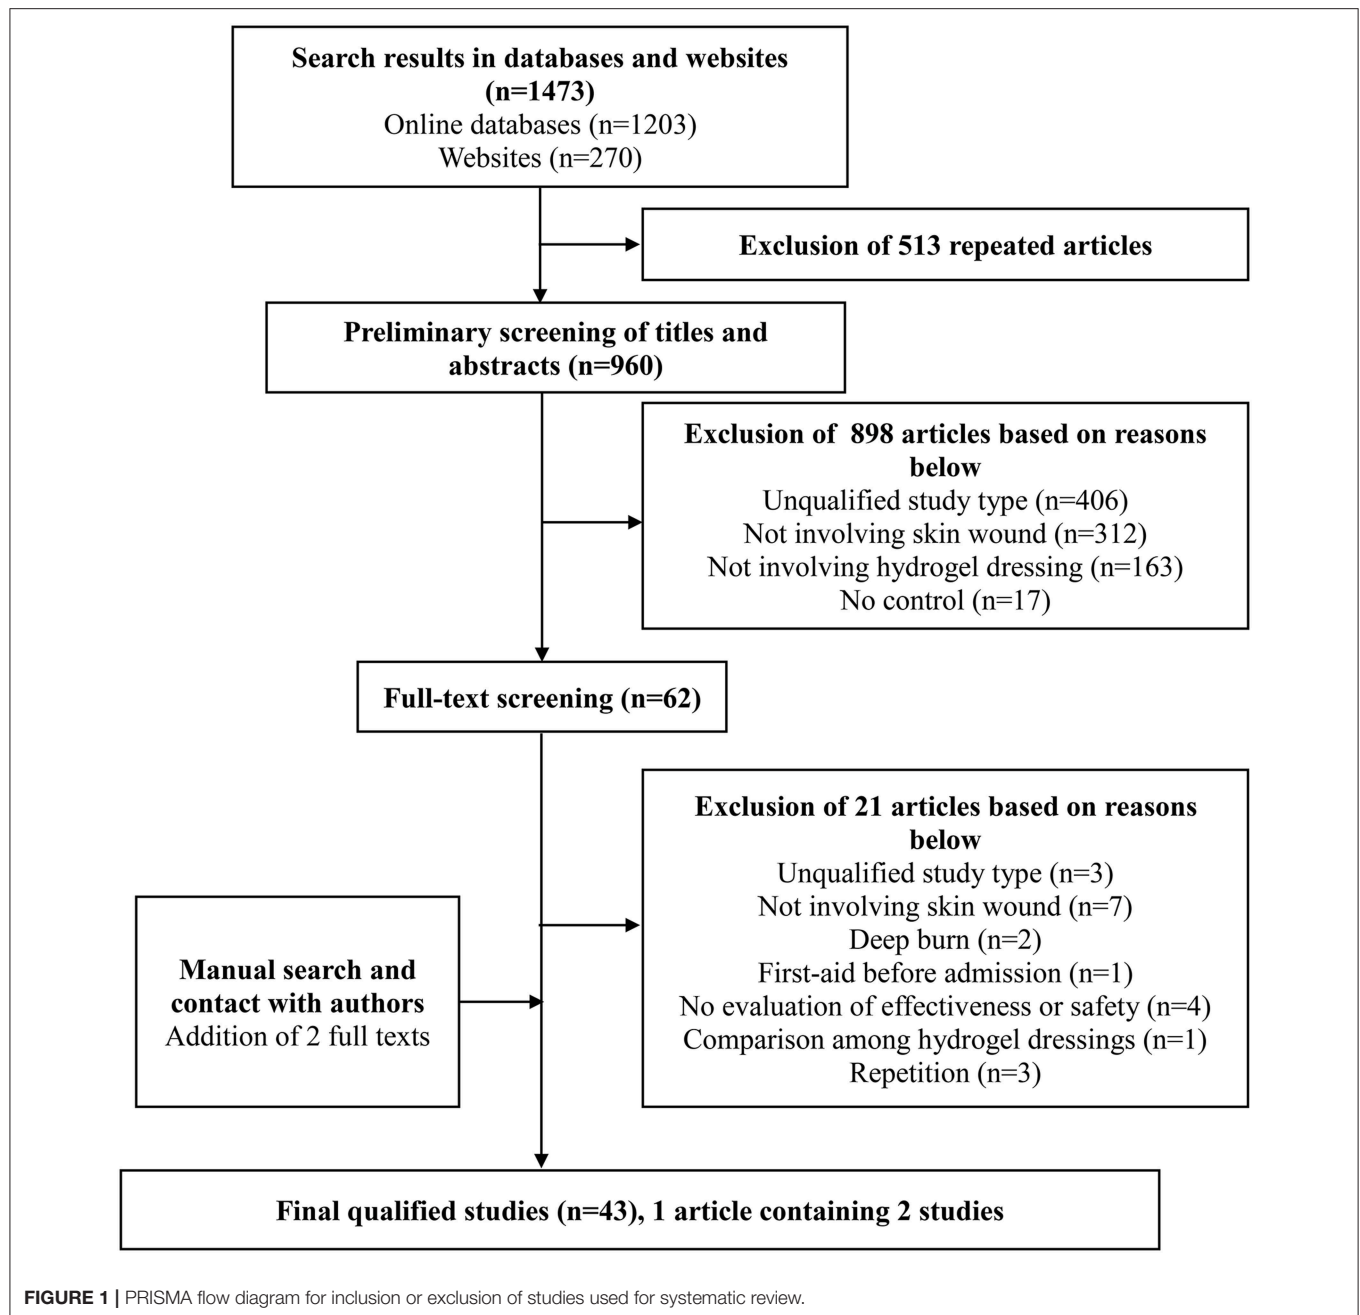 Search results in databases and websites
(n=1473)
Online databases (n=1203)
Websites (n=270)
Exclusion of 513 repeated articles
Preliminary screening of titles and
abstracts (n=960)
Exclusion of 898 articles based on reasons
below
Unqualified study type (n=406)
Not involving skin wound (n=312)
Not involving hydrogel dressing (n=163)
No control (n=17)
Full-text screening (n=62)
Exclusion of 21 articles based on reasons
below
Unqualified study type (n=3)
Not involving skin wound (n=7)
Deep burn (n=2)
First-aid before admission (n=1)
No evaluation of effectiveness or safety (n=4)
Comparison among hydrogel dressings (n=1)
Repetition (n=3)
Manual search and
contact with authors
Addition of 2 full texts
Final qualified studies (n=43), 1 article containing 2 studies
FIGURE 1 | PRISMA flow diagram for inclusion or exclusion of studies used for systematic review.